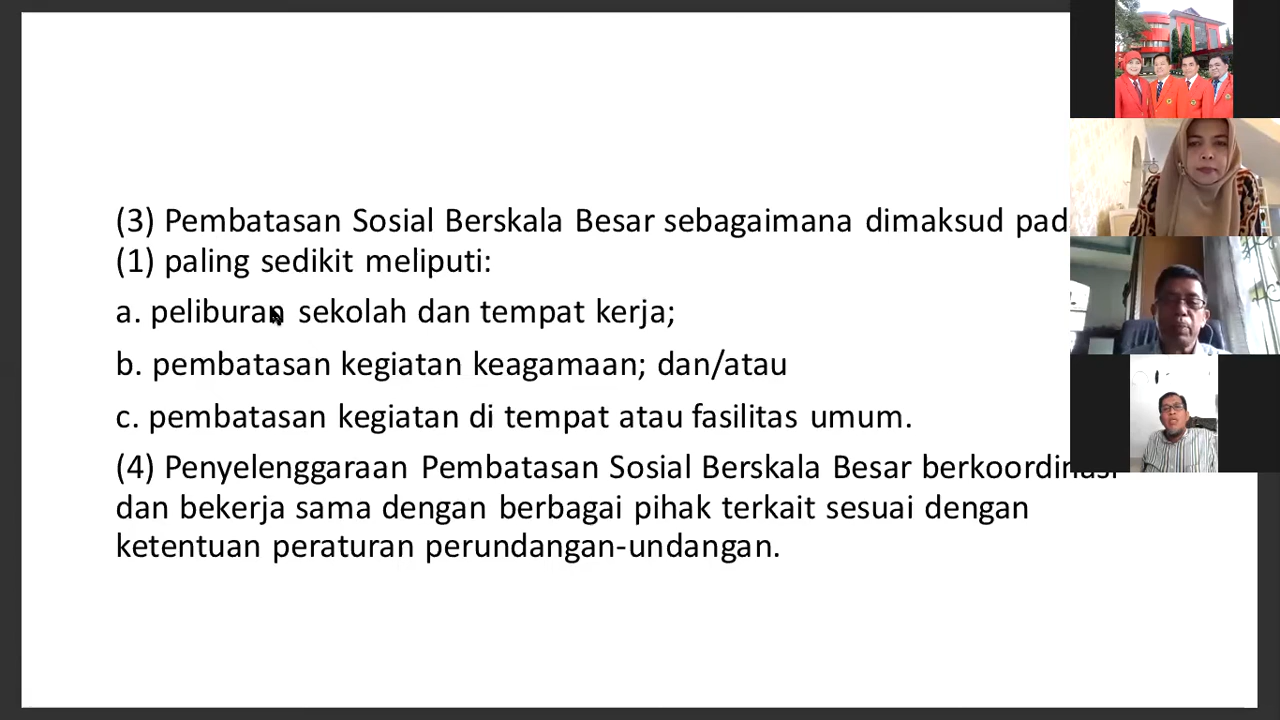 (3) Pembatasan Sosial Berskala Besar sebagaimana dimaksud
(1) paling sedikit meliputi:
a. peliburan sekolah dan tempat kerja;
b. pembatasan kegiatan keagamaan; dan/atau
c. pembatasan kegiatan di tempat atau fasilitas umum.
(4) Penyelenggaraan Pembatasan Sosial Berskala Besar berkoordinasi
dan bekerja sama dengan berbagai pihak terkait sesuai dengan
ketentuan peraturan perundangan-undangan.